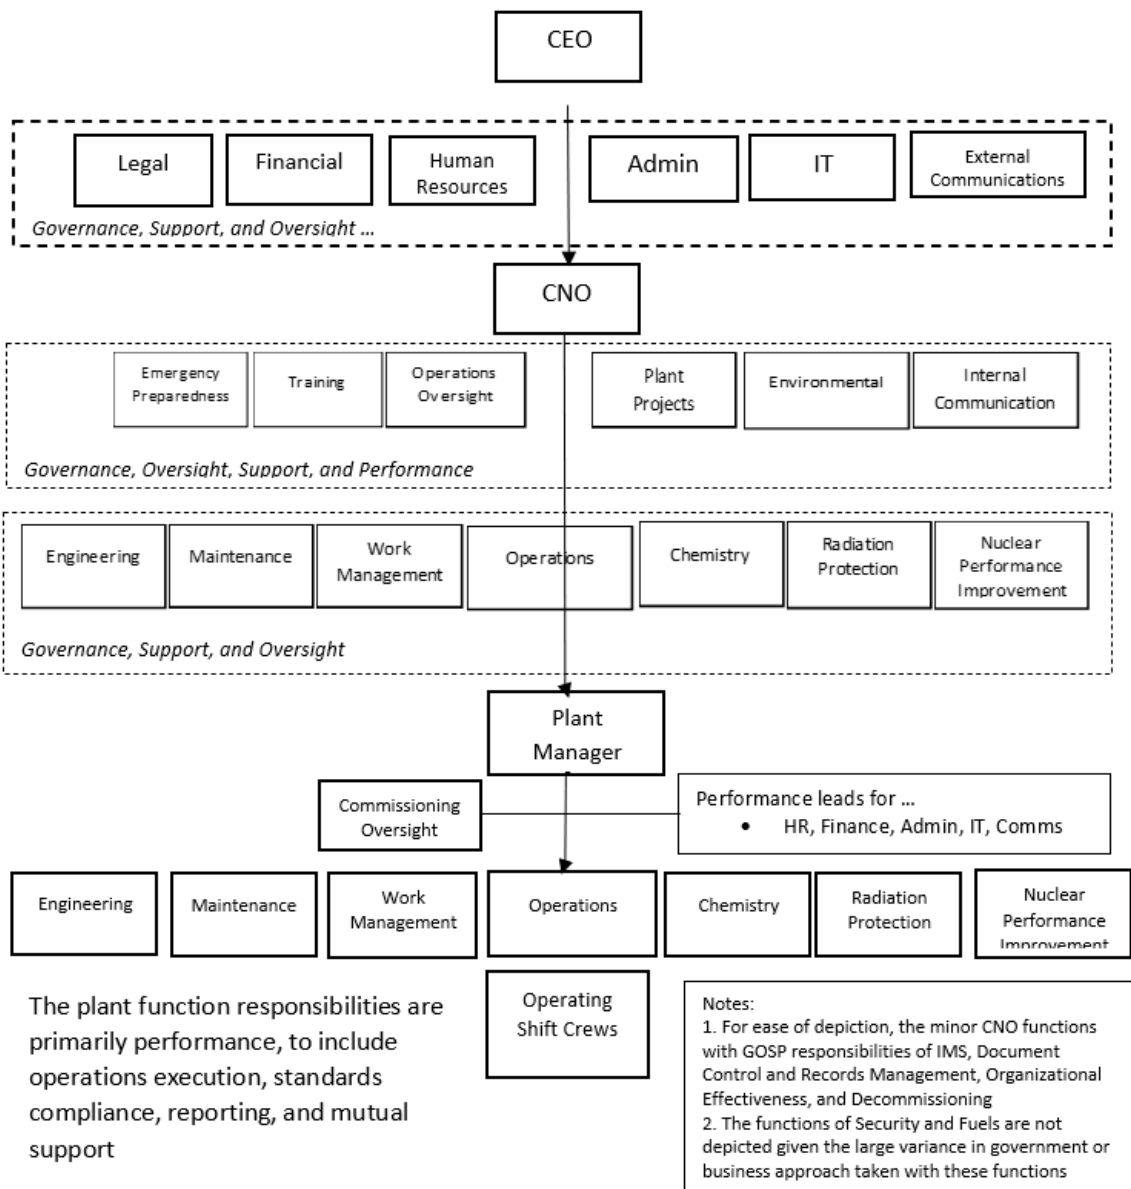 CEO
Legal
Financial
Human
Resources
Admin
IT
External
Communications
Governance, Support, and Oversight ...
CNO
Emergency
Preparedness
Training
Operations
Oversight
Plant
Projects
Environmental
Internal
Communication
Governance, Oversight, Support, and Performance
Engineering
Maintenance
Work
Management
Operations
Chemistry
Radiation
Protection
Nuclear
Performance
Improvement
Governance, Support, and Oversight
Plant
Manager
Commissioning
Oversight
Performance leads for ...
• HR, Finance, Admin, IT, Comms
Engineering
Maintenance
Work
Management
Operations
Chemistry
Radiation
Protection
Nuclear
Performance
Improvement
Operating
Shift Crews
The plant function responsibilities are
primarily performance, to include
operations execution, standards
compliance, reporting, and mutual
support
Notes:
1. For ease of depiction, the minor CNO functions
with GOSP responsibilities of IMS, Document
Control and Records Management, Organizational
Effectiveness, and Decommissioning
2. The functions of Security and Fuels are not
depicted given the large variance in government or
business approach taken with these functions